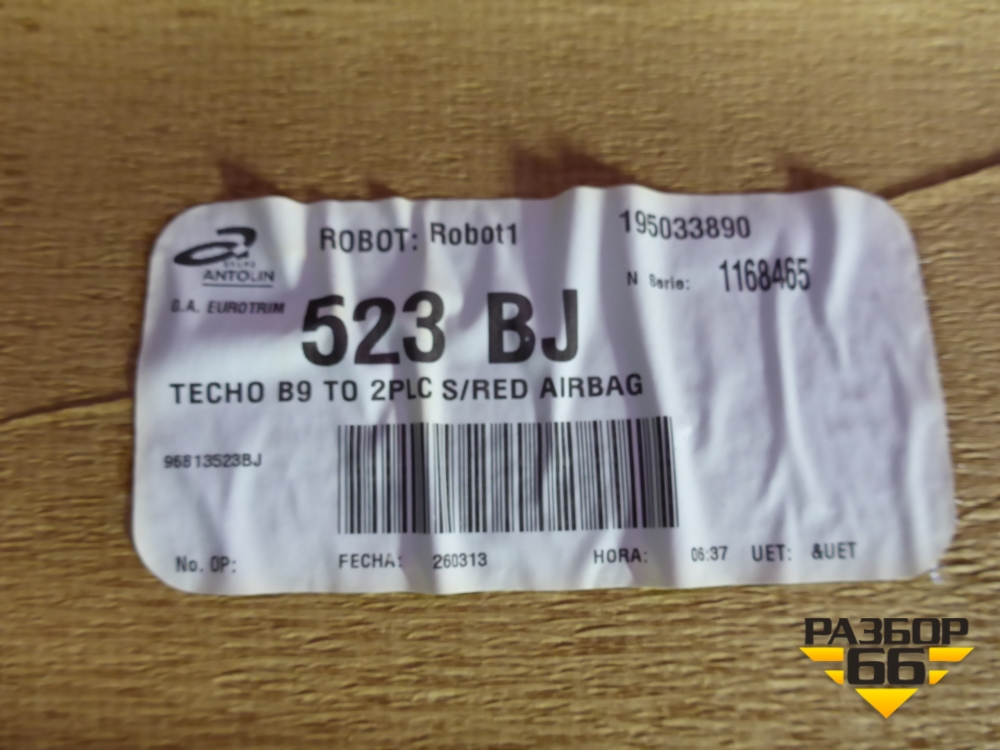 GRUPO
ANTOLIN
ROBOT: Robot1
195033890
N Serie: 1168465
G.A. EUROTRIM
523 BJ
TECHO B9 TO 2PLC S/RED AIRBAG
96813523BJ
No. OP:
FECHA: 260313
HORA: 06:37
UET: &UET
РАЗБОР
66